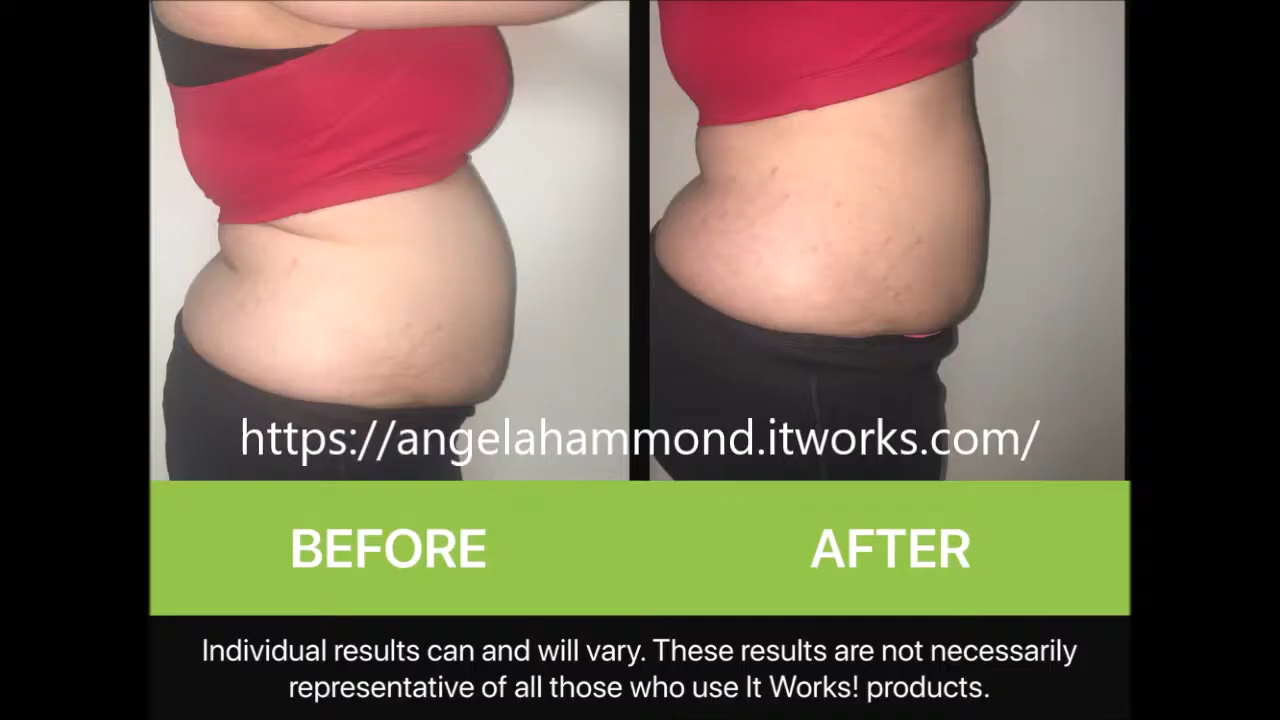 https://angelahammond.itworks.com/
BEFORE
AFTER
Individual results can and will vary. These results are not necessarily
representative of all those who use It Works! products.